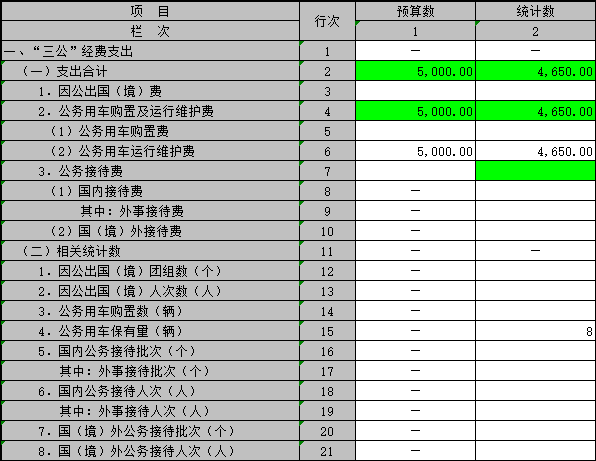 项 目 行次 预算数 统计数
栏 次 1 2
一、“三公”经费支出 1 — —
（一）支出合计 2 5,000.00 4,650.00
1．因公出国（境）费 3
2．公务用车购置及运行维护费 4 5,000.00 4,650.00
（1）公务用车购置费 5
（2）公务用车运行维护费 6 5,000.00 4,650.00
3．公务接待费 7
（1）国内接待费 8 —
其中：外事接待费 9 —
（2）国（境）外接待费 10 —
（二）相关统计数 11 — —
1．因公出国（境）团组数（个） 12 —
2．因公出国（境）人次数（人） 13 —
3．公务用车购置数（辆） 14 —
4．公务用车保有量（辆） 15 — 8
5．国内公务接待批次（个） 16 —
其中：外事接待批次（个） 17 —
6．国内公务接待人次（人） 18 —
其中：外事接待人次（人） 19 —
7．国（境）外公务接待批次（个） 20 —
8．国（境）外公务接待人次（人） 21 —